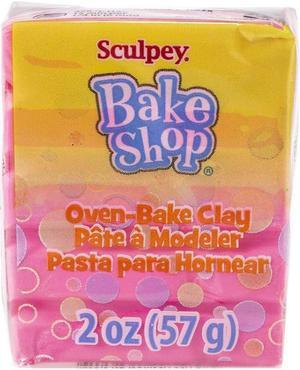 Sculpey.
Bake
Shop®
Oven-Bake Clay
Pâte à Modeler
Pasta para Hornear
2 oz (57 g)